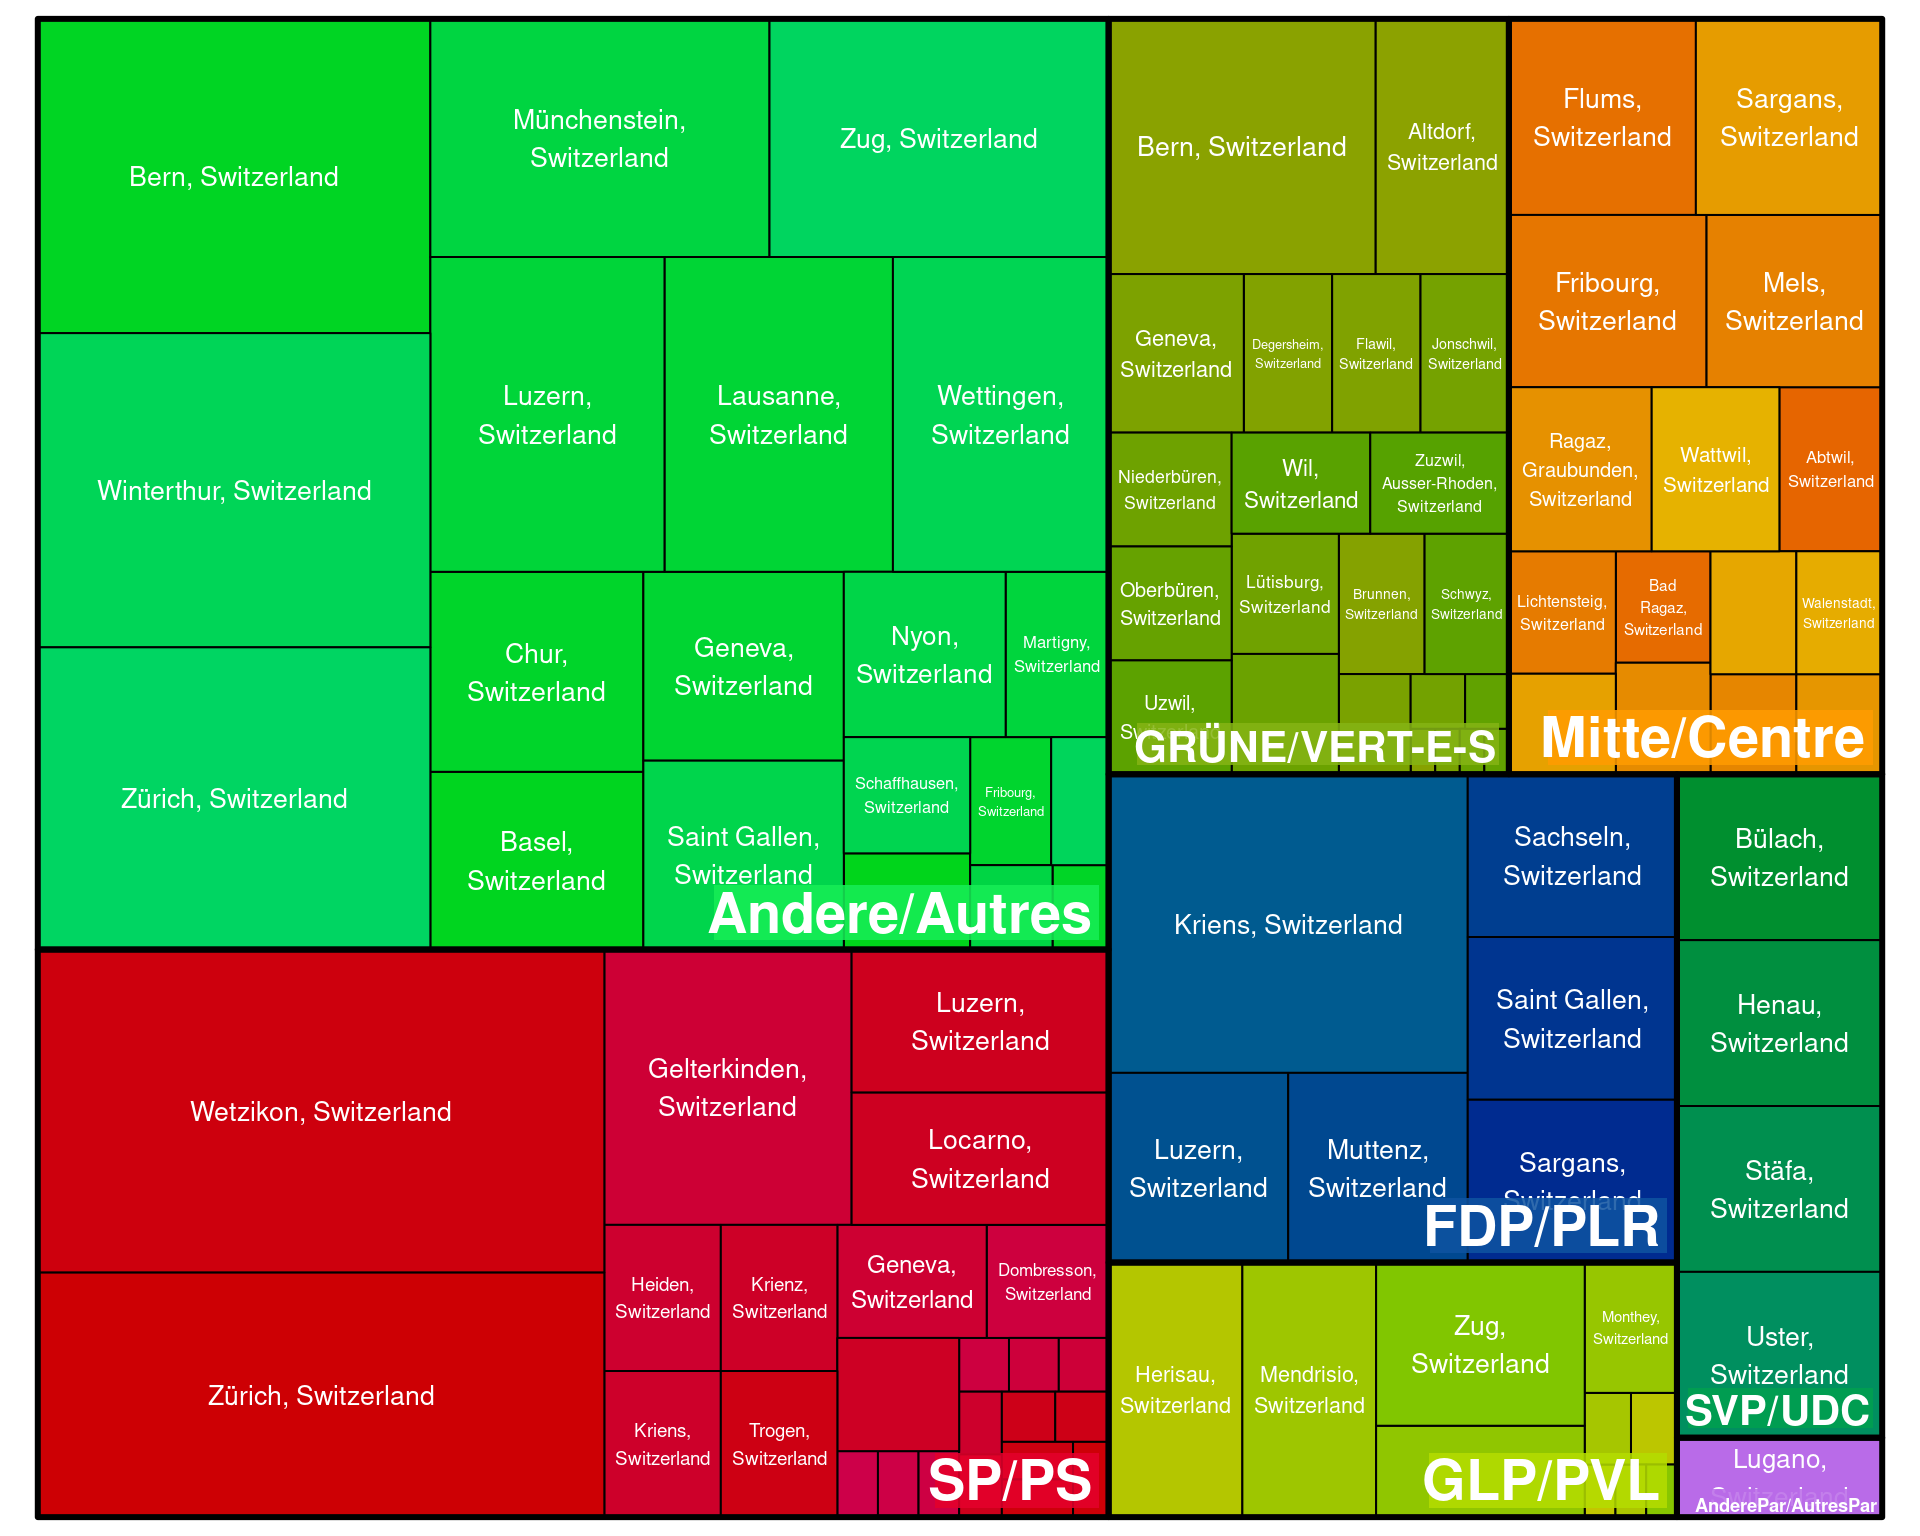 Bern, Switzerland
Münchenstein,
Switzerland
Zug, Switzerland
Winterthur, Switzerland
Luzern,
Switzerland
Lausanne,
Switzerland
Wettingen,
Switzerland
Zürich, Switzerland
Chur,
Switzerland
Geneva,
Switzerland
Nyon,
Switzerland
Martigny,
Switzerland
Basel,
Switzerland
Saint Gallen,
Switzerland
Schaffhausen,
Switzerland
Fribourg,
Switzerland
Andere/Autres
Bern, Switzerland
Altdorf,
Switzerland
Geneva,
Switzerland
Degersheim,
Switzerland
Flawil,
Switzerland
Jonschwil,
Switzerland
Niederbüren,
Switzerland
Wil,
Switzerland
Zuzwil,
Ausser-Rhoden,
Switzerland
Oberbüren,
Switzerland
Lütisburg,
Switzerland
Brunnen,
Switzerland
Schwyz,
Switzerland
Uzwil,
Switzerland
GRÜNE/VERT-E-S
Flums,
Switzerland
Sargans,
Switzerland
Fribourg,
Switzerland
Mels,
Switzerland
Ragaz,
Graubunden,
Switzerland
Wattwil,
Switzerland
Abtwil,
Switzerland
Lichtensteig,
Switzerland
Bad
Ragaz,
Switzerland
Walenstadt,
Switzerland
Mitte/Centre
Wetzikon, Switzerland
Gelterkinden,
Switzerland
Luzern,
Switzerland
Locarno,
Switzerland
Zürich, Switzerland
Heiden,
Switzerland
Krienz,
Switzerland
Geneva,
Switzerland
Dombresson,
Switzerland
Kriens,
Switzerland
Trogen,
Switzerland
SP/PS
Kriens, Switzerland
Sachseln,
Switzerland
Saint Gallen,
Switzerland
Luzern,
Switzerland
Muttenz,
Switzerland
Sargans,
Switzerland
FDP/PLR
Bülach,
Switzerland
Henau,
Switzerland
Stäfa,
Switzerland
Uster,
Switzerland
SVP/UDC
Herisau,
Switzerland
Mendrisio,
Switzerland
Zug,
Switzerland
Monthey,
Switzerland
GLP/PVL
Lugano,
Switzerland
AnderePar/AutresPar